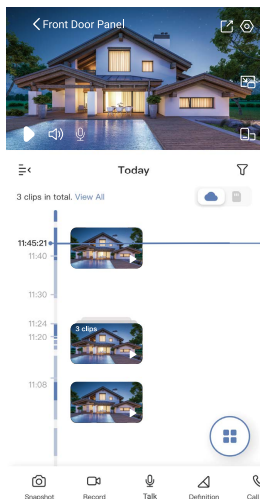 Front Door Panel
Today
3 clips in total. View All
11:45:21
11:40
11:30
11:24
3 clips
11:20
11:08
Snapshot Record Talk Definition Call